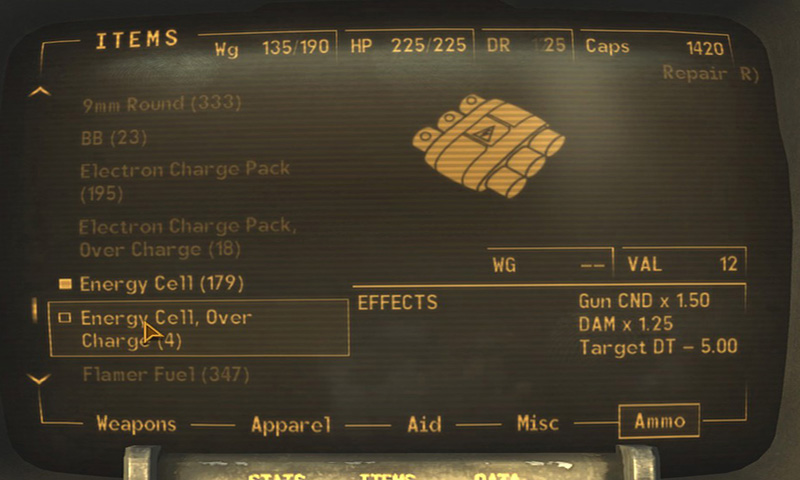 ITEMS
Wg 135/190 HP 225/225 DR 25 Caps 1420
Repair R)
9mm Round (333)
BB (23)
Electron Charge Pack
(195)
Electron Charge Pack,
Over Charge (18)
Energy Cell (179)
Energy Cell, Over
Charge (4)
Flamer Fuel (347)
WG -- VAL 12
EFFECTS
Gun CND x 1.50
DAM x 1.25
Target DT – 5.00
Weapons Apparel Aid Misc Ammo
STATS ITEMS DATA